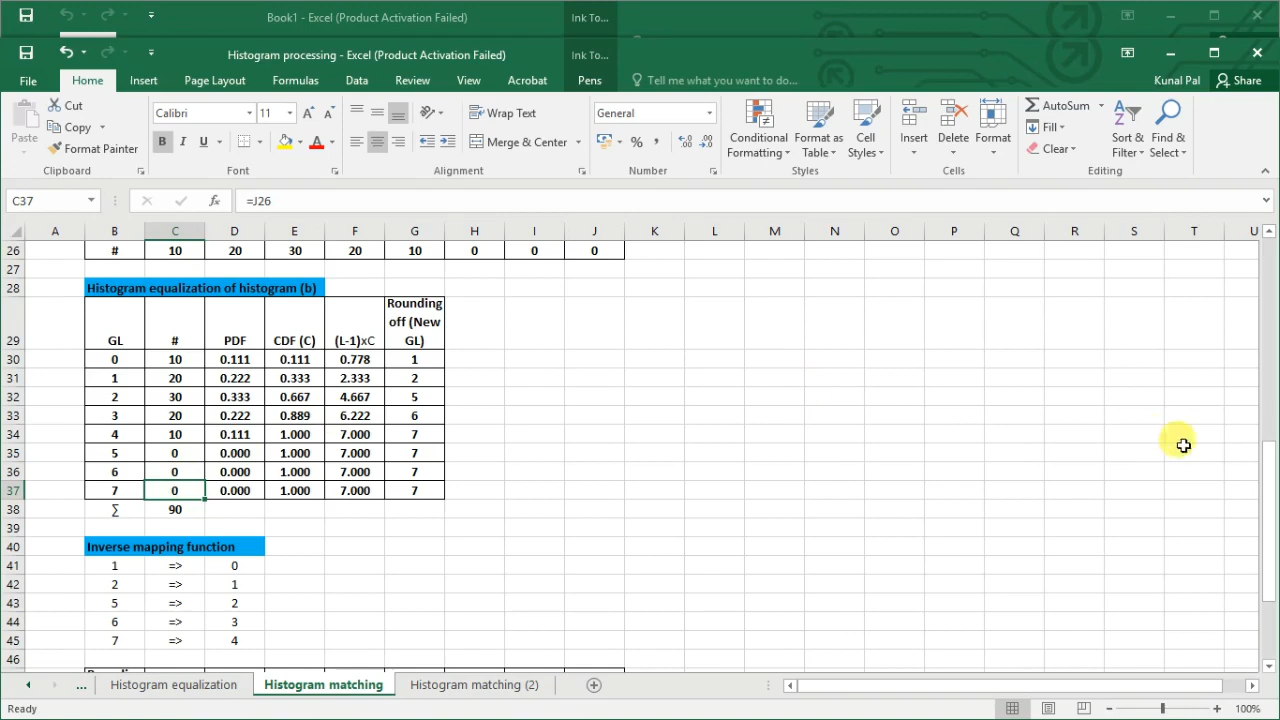 Book1 - Excel (Product Activation Failed) Ink To...
Histogram processing - Excel (Product Activation Failed) Ink To...
File Home Insert Page Layout Formulas Data Review View Acrobat Pens Tell me what you want to do... Kunal Pal Share
Cut
Copy
Format Painter
Paste
Clipboard
Calibri 11
B I U A
Font
Wrap Text
Merge & Center
Alignment
General
% ,
Number
Conditional Formatting
Format as Table
Cell Styles
Styles
Insert Delete Format
Cells
AutoSum
Fill
Clear
Sort & Filter
Find & Select
Editing
C37 fx =J26
A B C D E F G H I J K L M N O P Q R S T U
26 # 10 20 30 20 10 0 0 0
27
28 Histogram equalization of histogram (b)
29 GL # PDF CDF (C) (L-1)xC Rounding off (New GL)
30 0 10 0.111 0.111 0.778 1
31 1 20 0.222 0.333 2.333 2
32 2 30 0.333 0.667 4.667 5
33 3 20 0.222 0.889 6.222 6
34 4 10 0.111 1.000 7.000 7
35 5 0 0.000 1.000 7.000 7
36 6 0 0.000 1.000 7.000 7
37 7 0 0.000 1.000 7.000 7
38 ∑ 90
39
40 Inverse mapping function
41 1 => 0
42 2 => 1
43 5 => 2
44 6 => 3
45 7 => 4
46
... Histogram equalization Histogram matching Histogram matching (2)
Ready 100%